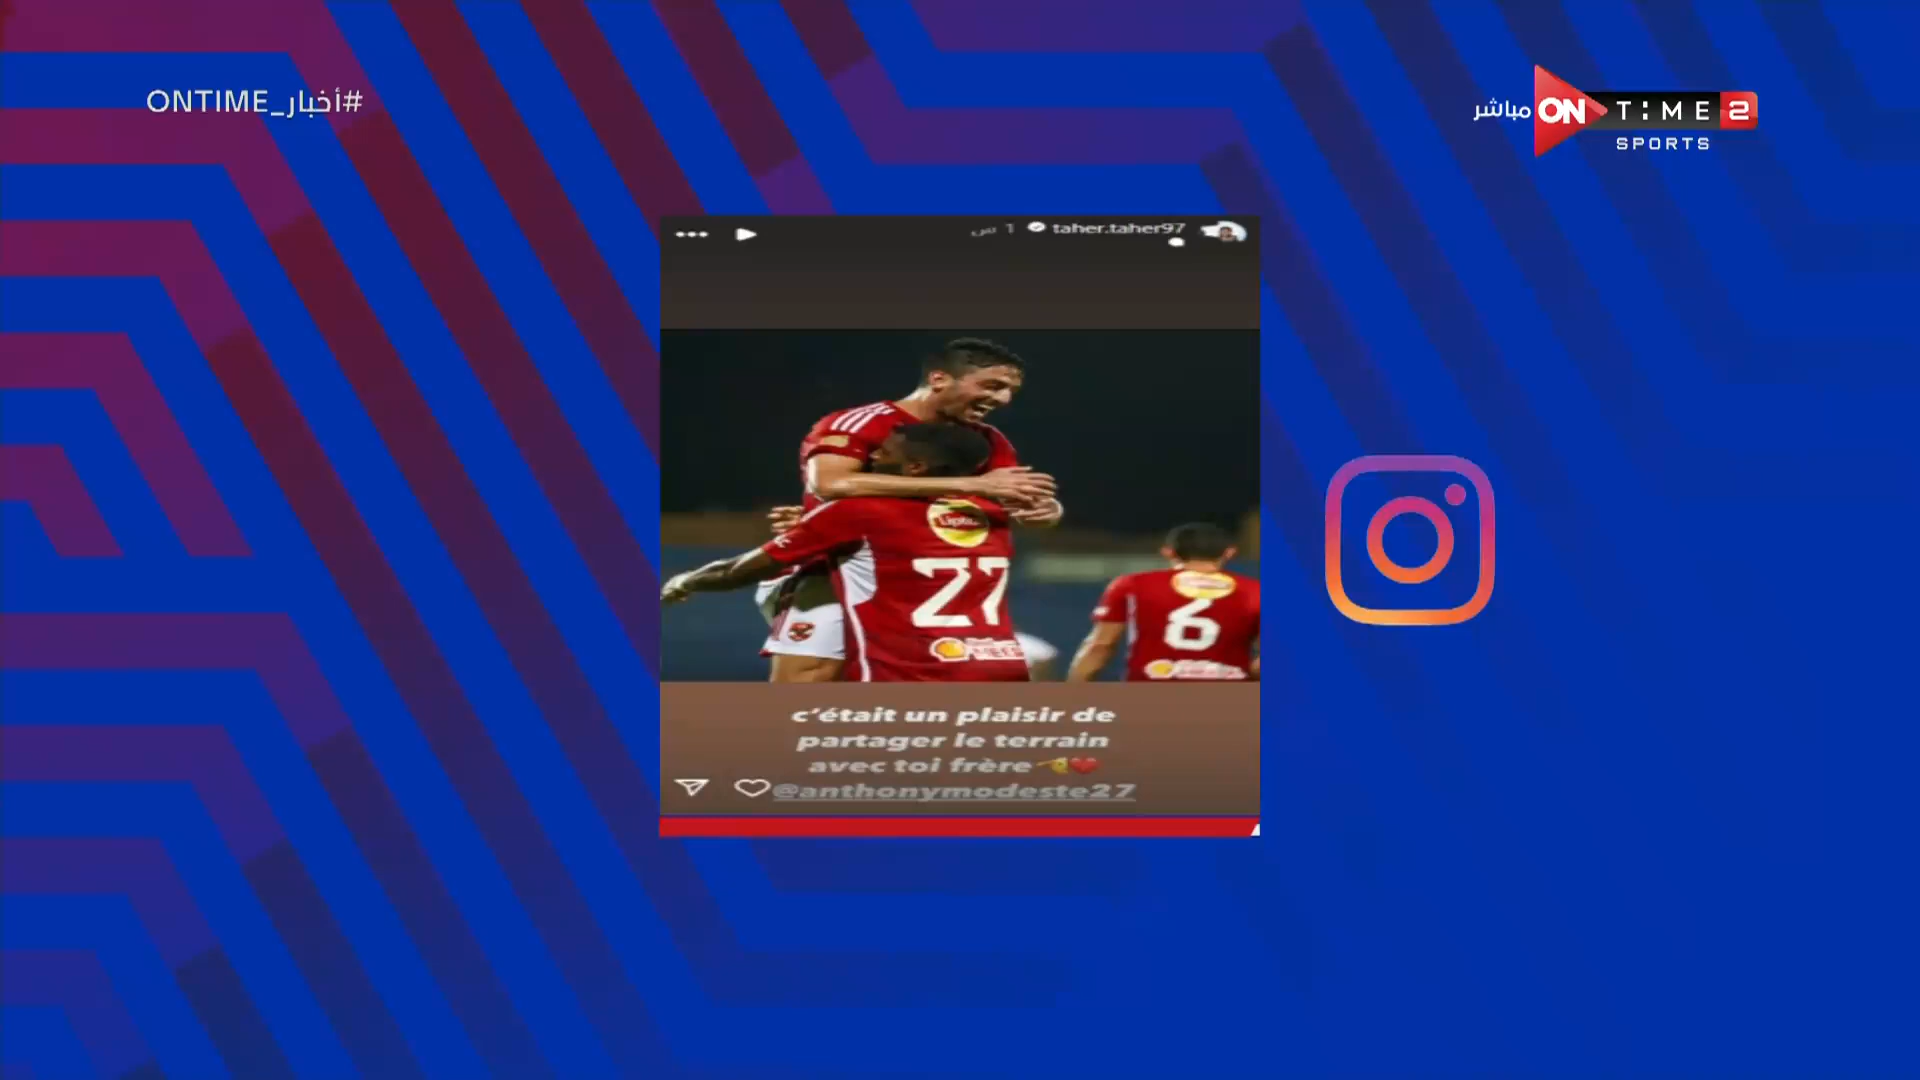 #أخبار_ONTIME
مباشر ON TIME 2
SPORTS
taher.taher97 1 س
Lipton
27
6
c'était un plaisir de
partager le terrain
avec toi frère
@anthonymodeste27